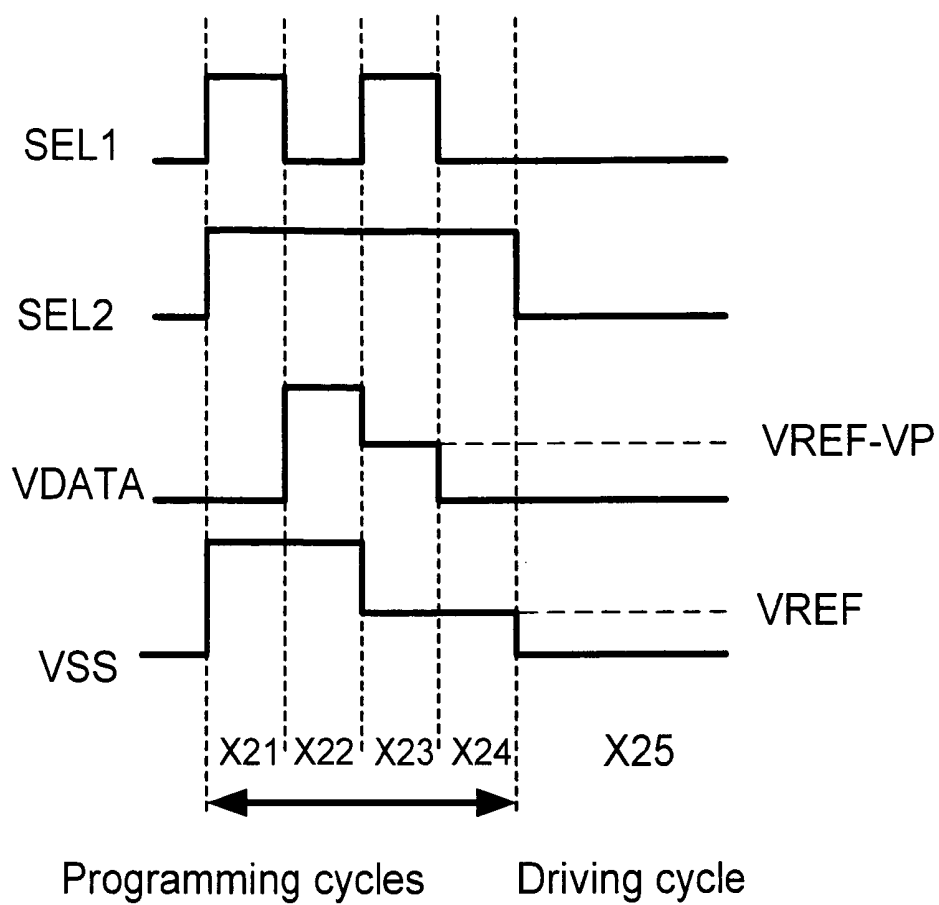 SEL1
SEL2
VREF-VP
VDATA
VREF
VSS
X21 X22 X23 X24 X25
Programming cycles Driving cycle